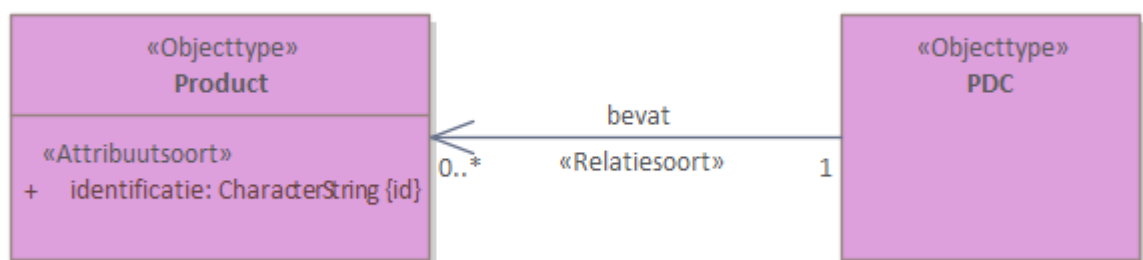 «Objecttype»
Product
«Attribuutsoort»
+ identificatie: CharacterString {id}
bevat
0..* «Relatiesoort» 1
«Objecttype»
PDC